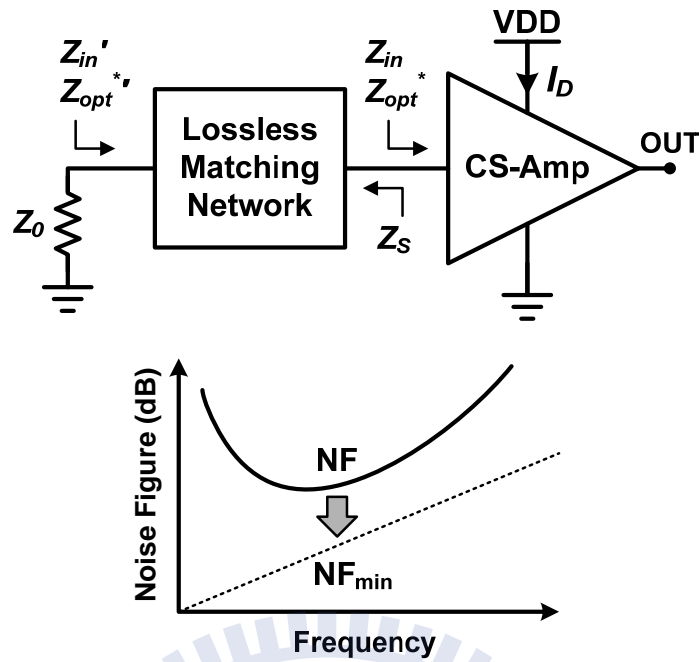 VDD
Zin'
Zopt*'
Zin
Zopt*
ID
Lossless
Matching
Network
CS-Amp
OUT
Z0
ZS
Noise Figure (dB)
NF
NFmin
Frequency